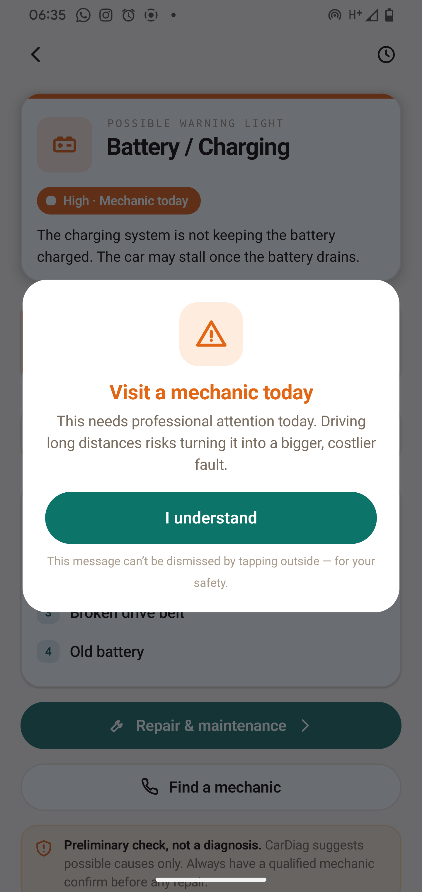 06:35
H+
POSSIBLE WARNING LIGHT
Battery / Charging
High · Mechanic today
The charging system is not keeping the battery
charged. The car may stall once the battery drains.
Visit a mechanic today
This needs professional attention today. Driving
long distances risks turning it into a bigger, costlier
fault.
I understand
This message can't be dismissed by tapping outside — for your
safety.
3 Broken drive belt
4 Old battery
Repair & maintenance
Find a mechanic
Preliminary check, not a diagnosis. CarDiag suggests
possible causes only. Always have a qualified mechanic
confirm before any repair.